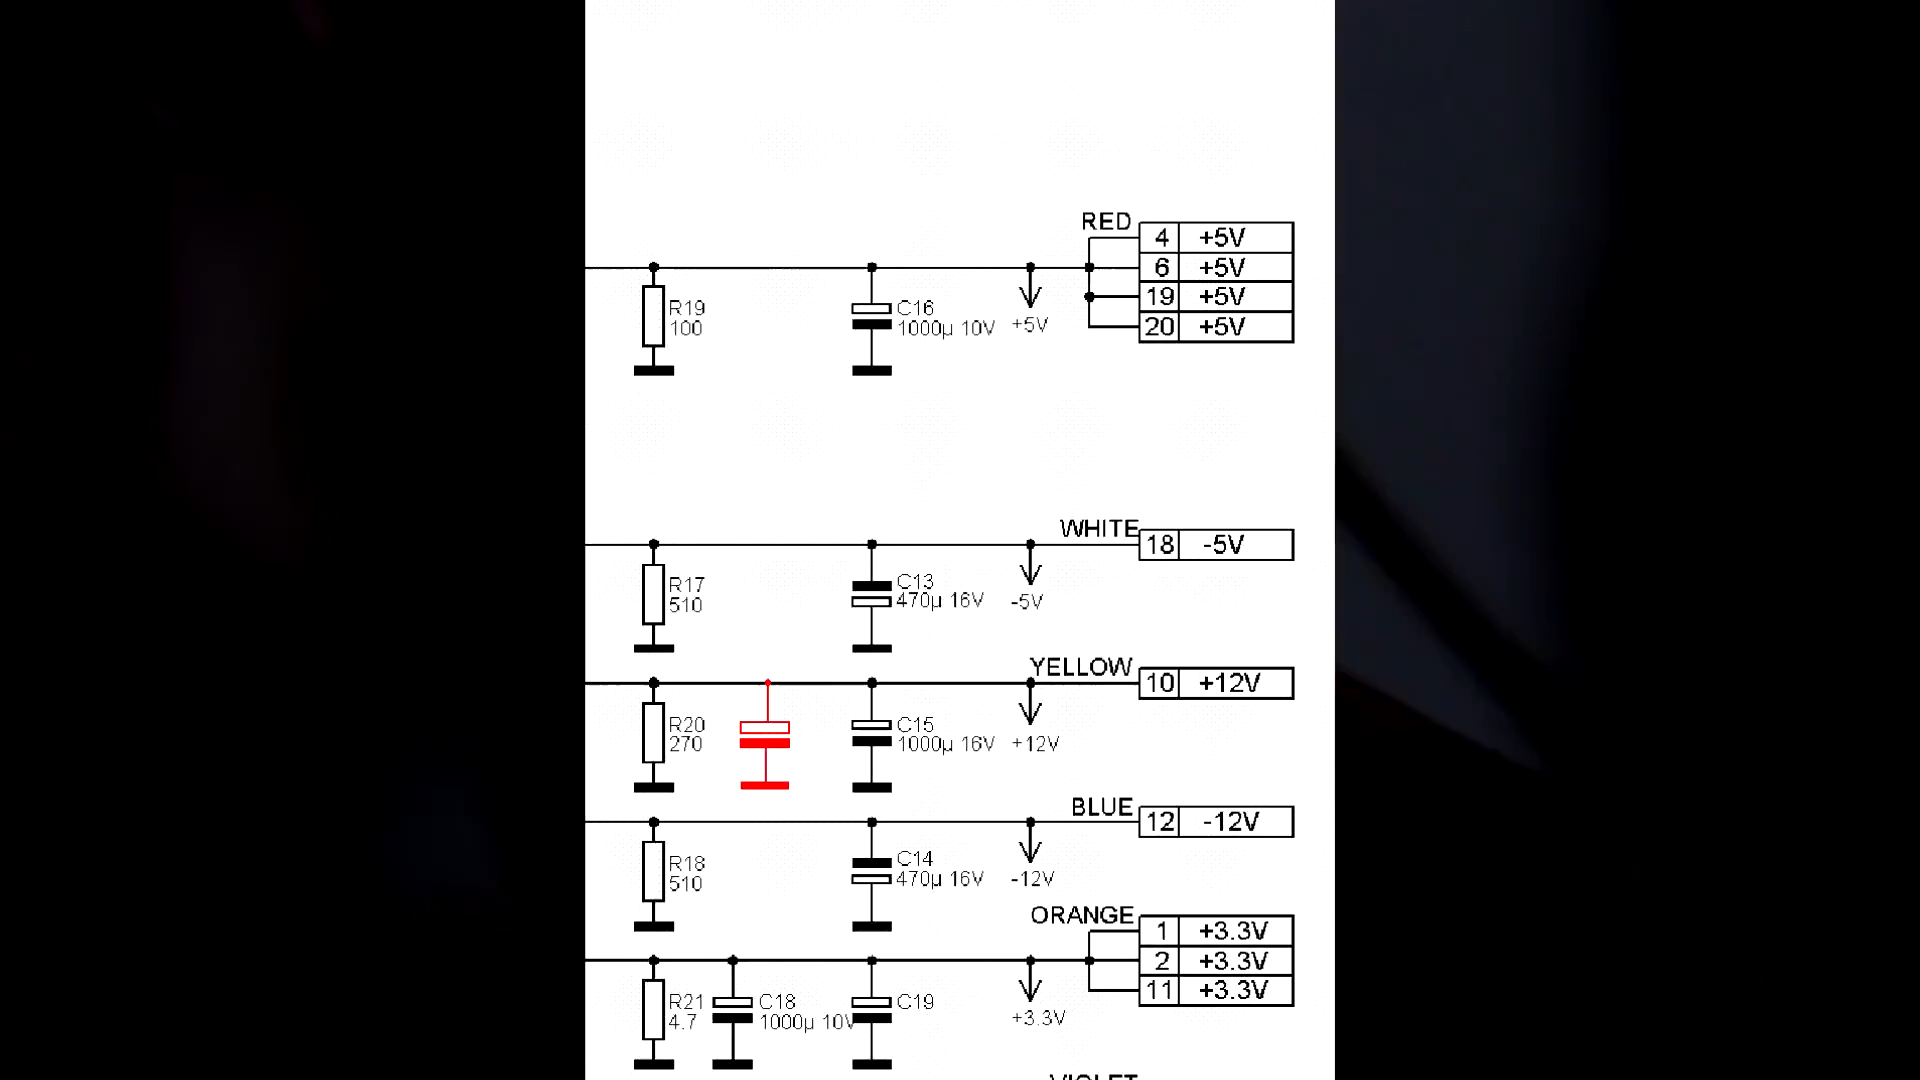 RED
4 +5V
6 +5V
19 +5V
20 +5V
R19
100
C16
1000µ 10V
+5V
WHITE
18 -5V
R17
510
C13
470µ 16V
-5V
YELLOW
10 +12V
R20
270
C15
1000µ 16V
+12V
BLUE
12 -12V
R18
510
C14
470µ 16V
-12V
ORANGE
1 +3.3V
2 +3.3V
11 +3.3V
R21
4.7
C18
1000µ 10V
C19
+3.3V
VIOLET